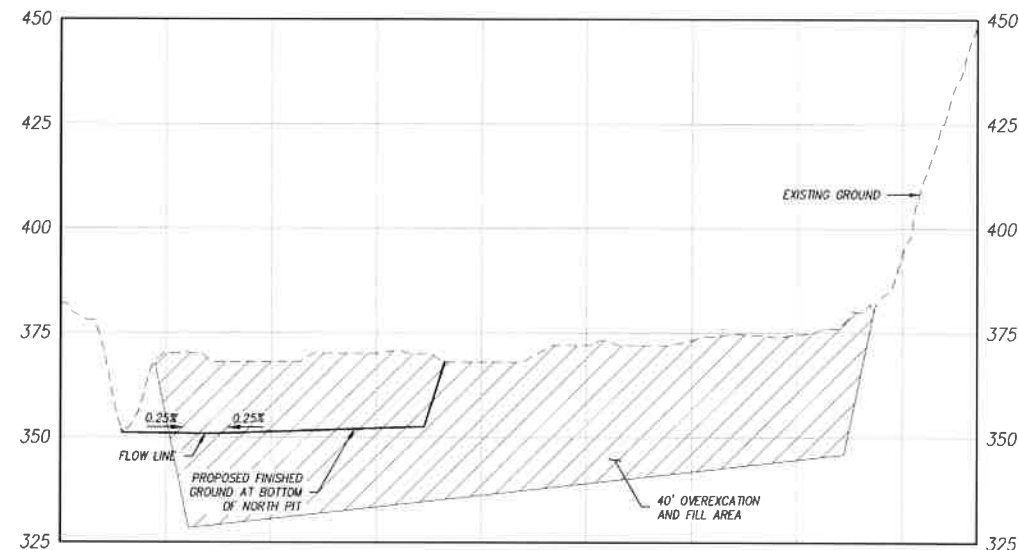 450
450
425
425
EXISTING GROUND
400
400
375
375
0.25%
0.25%
350
350
FLOW LINE
PROPOSED FINISHED
GROUND AT BOTTOM
OF NORTH PIT
40' OVEREXCATION
AND FILL AREA
325
325